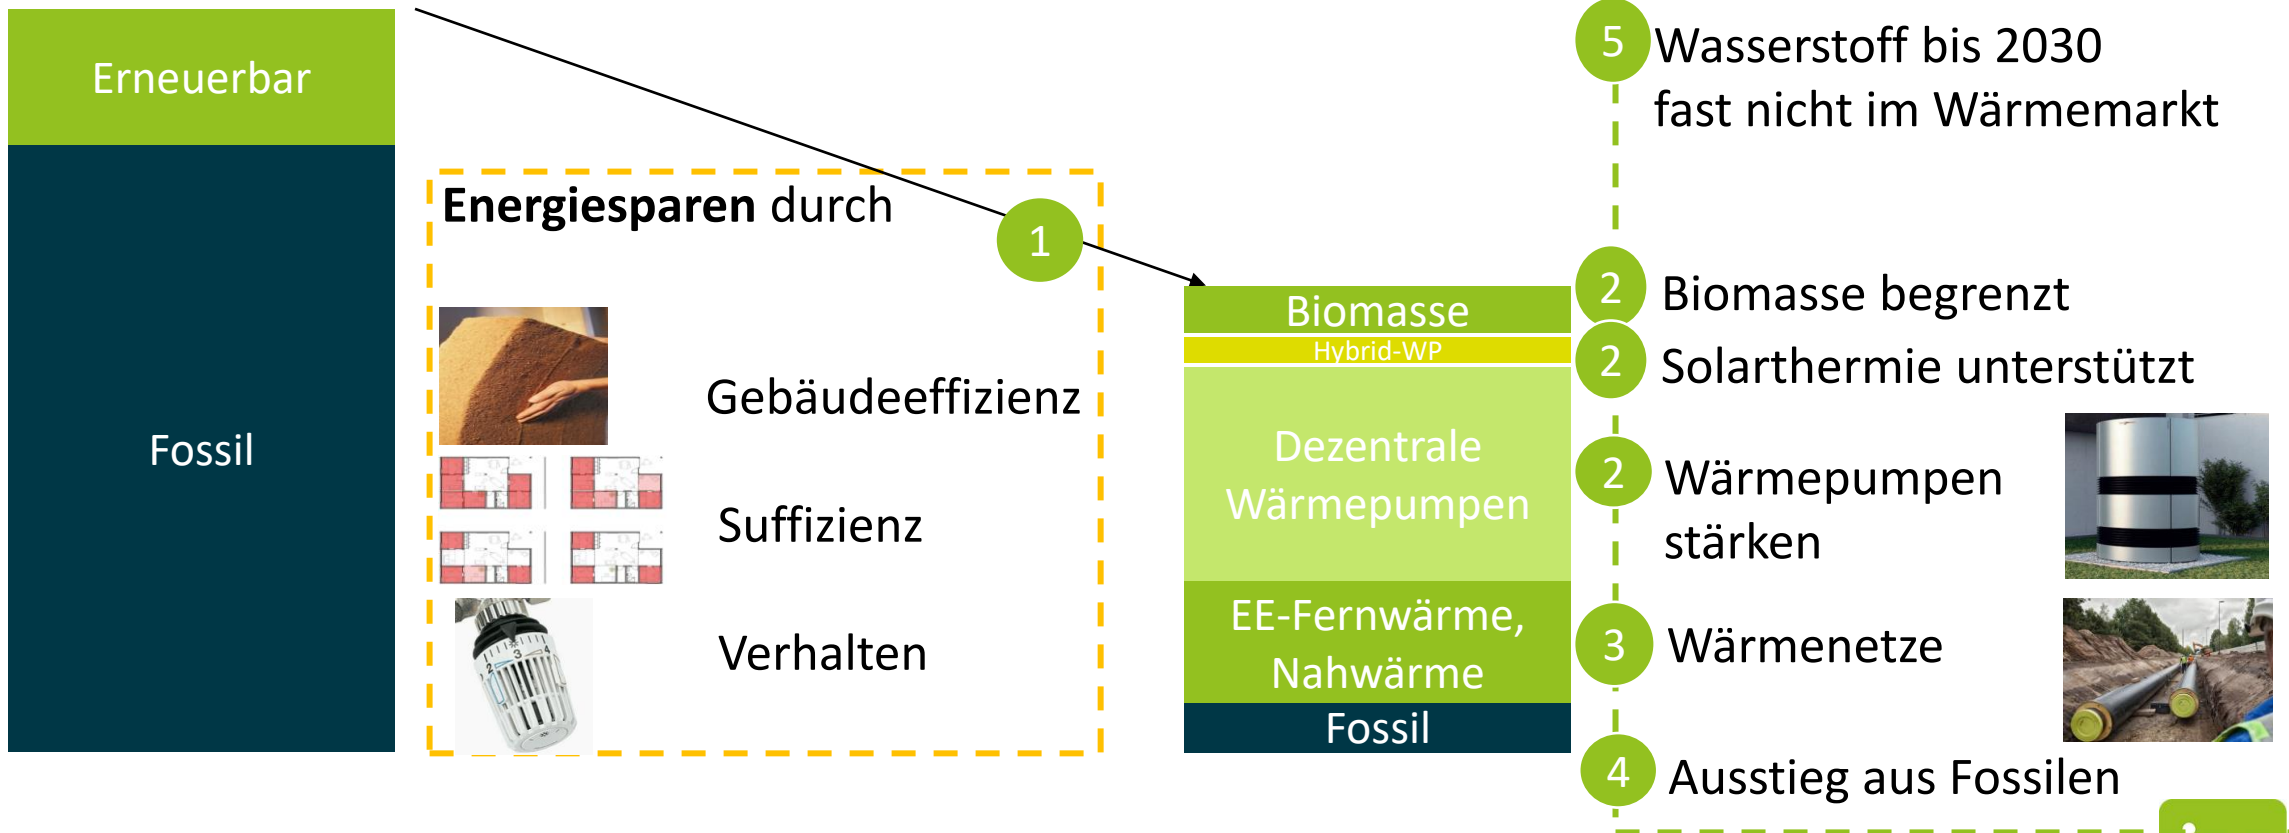 Erneuerbar
Fossil
Energiesparen durch
1
Gebäudeeffizienz
Suffizienz
Verhalten
Biomasse
Hybrid-WP
Dezentrale
Wärmepumpen
EE-Fernwärme,
Nahwärme
Fossil
5 Wasserstoff bis 2030
fast nicht im Wärmemarkt
2 Biomasse begrenzt
2 Solarthermie unterstützt
2 Wärmepumpen
stärken
3 Wärmenetze
4 Ausstieg aus Fossilen